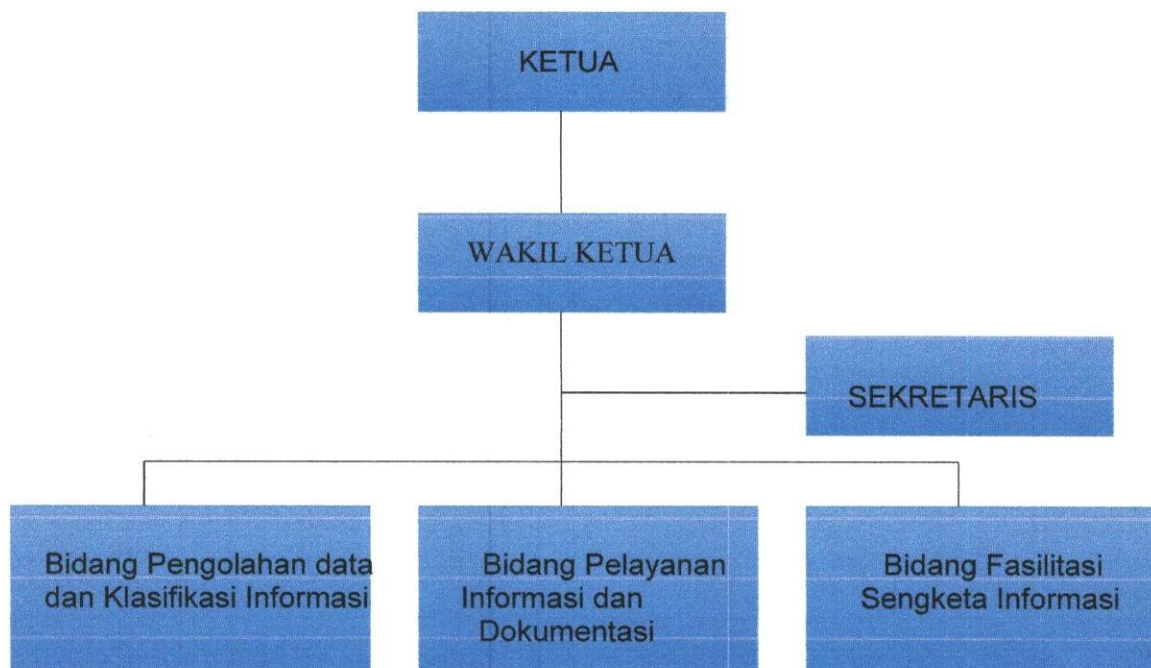 KETUA
WAKIL KETUA
SEKRETARIS
Bidang Pengolahan data
dan Klasifikasi Informasi
Bidang Pelayanan
Informasi dan
Dokumentasi
Bidang Fasilitasi
Sengketa Informasi